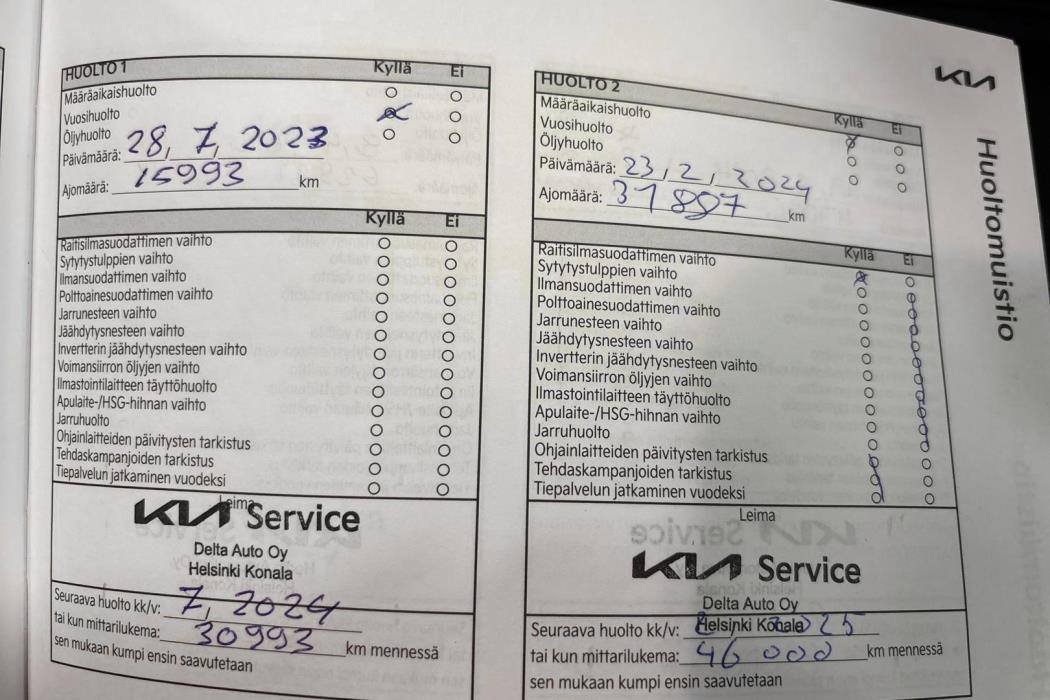 HUOLTO 1 Kyllä Ei
Määräaikaishuolto
Vuosihuolto
Öljyhuolto
Päivämäärä: 28, 7, 2023
Ajomäärä: 15993 km
Kyllä Ei
Raitisilmasuodattimen vaihto
Sytytystulppien vaihto
Ilmansuodattimen vaihto
Polttoainesuodattimen vaihto
Jarrunesteen vaihto
Jäähdytysnesteen vaihto
Invertterin jäähdytysnesteen vaihto
Voimansiirron öljyjen vaihto
Ilmastointilaitteen täyttöhuolto
Apulaite-/HSG-hihnan vaihto
Jarruhuolto
Ohjainlaitteiden päivitysten tarkistus
Tehdaskampanjoiden tarkistus
Tiepalvelun jatkaminen vuodeksi
Leima
KIA Service
Delta Auto Oy
Helsinki Konala
Seuraava huolto kk/v: 7, 2024
tai kun mittarilukema: 30993 km mennessä
sen mukaan kumpi ensin saavutetaan
HUOLTO 2
Kyllä Ei
Määräaikaishuolto
Vuosihuolto
Öljyhuolto
Päivämäärä: 23, 2, 2024
Ajomäärä: 31897 km
Kyllä Ei
Raitisilmasuodattimen vaihto
Sytytystulppien vaihto
Ilmansuodattimen vaihto
Polttoainesuodattimen vaihto
Jarrunesteen vaihto
Jäähdytysnesteen vaihto
Invertterin jäähdytysnesteen vaihto
Voimansiirron öljyjen vaihto
Ilmastointilaitteen täyttöhuolto
Apulaite-/HSG-hihnan vaihto
Jarruhuolto
Ohjainlaitteiden päivitysten tarkistus
Tehdaskampanjoiden tarkistus
Tiepalvelun jatkaminen vuodeksi
Leima
KIA Service
Delta Auto Oy
Helsinki Konala
Seuraava huolto kk/v:
tai kun mittarilukema: 46 000 km mennessä
sen mukaan kumpi ensin saavutetaan
KIA
Huoltomuistio